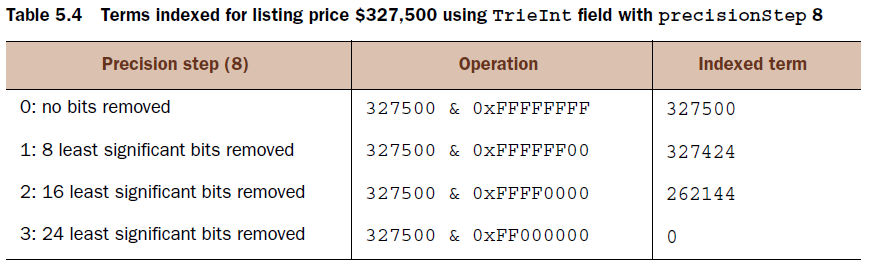 Table 5.4 Terms indexed for listing price $327,500 using TrieInt field with precisionStep 8
Precision step (8) Operation Indexed term
0: no bits removed 327500 & 0xFFFFFFFF 327500
1: 8 least significant bits removed 327500 & 0xFFFFFF00 327424
2: 16 least significant bits removed 327500 & 0xFFFF0000 262144
3: 24 least significant bits removed 327500 & 0xFF000000 0